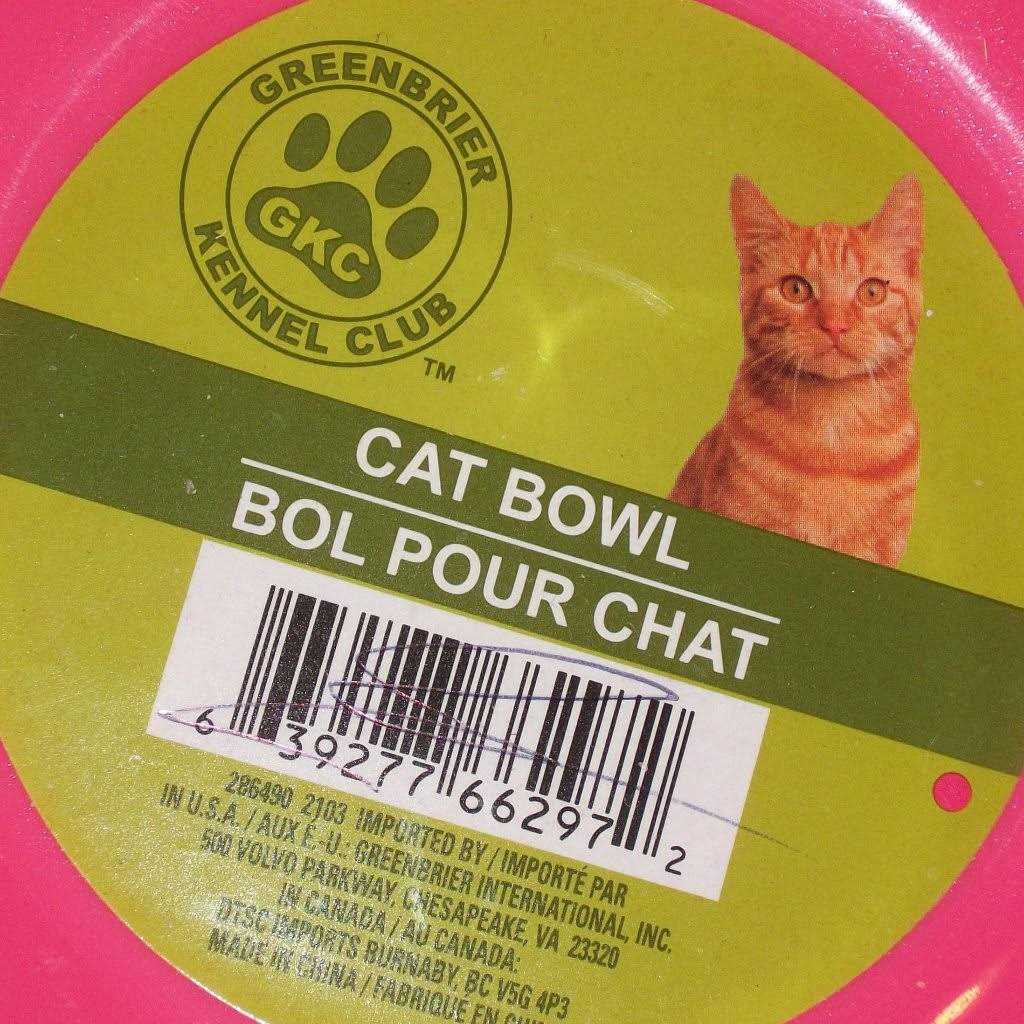 GREENBRIER
GKC
KENNEL CLUB
TM
CAT BOWL
BOL POUR CHAT
6 39277 66297 2
286490 2103 IMPORTED BY / IMPORTÉ PAR
IN U.S.A. / AUX É.-U.: GREENBRIER INTERNATIONAL, INC.
500 VOLVO PARKWAY, CHESAPEAKE, VA 23320
IN CANADA / AU CANADA:
DTSC IMPORTS BURNABY, BC V5G 4P3
MADE IN CHINA / FABRIQUÉ EN